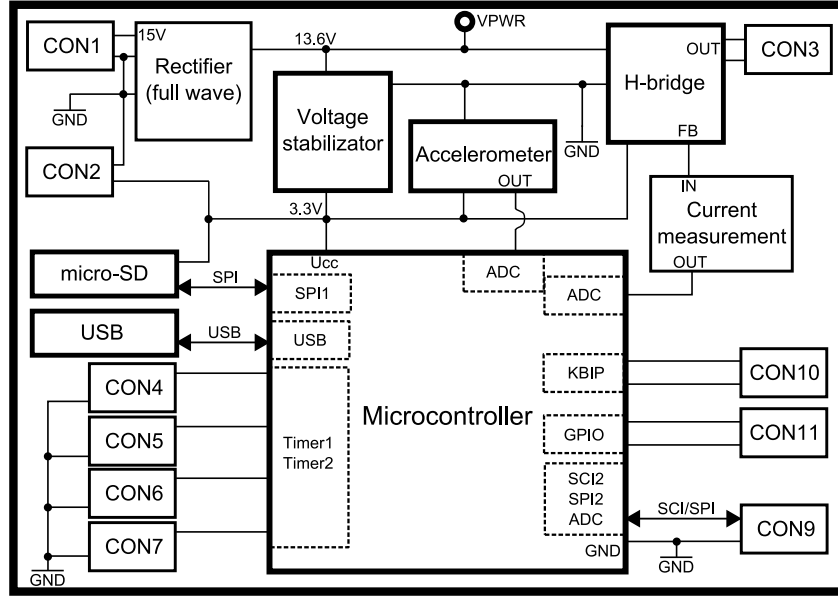 VPWR
CON1
15V
13.6V
Rectifier
(full wave)
OUT
CON3
H-bridge
GND
Voltage
stabilizator
Accelerometer
OUT
GND
FB
CON2
3.3V
IN
Current
measurement
OUT
micro-SD
SPI
Ucc
SPI1
ADC
ADC
USB
USB
USB
CON4
CON5
CON6
CON7
GND
Timer1
Timer2
Microcontroller
KBIP
CON10
GPIO
CON11
SCI2
SPI2
ADC
SCI/SPI
CON9
GND
GND